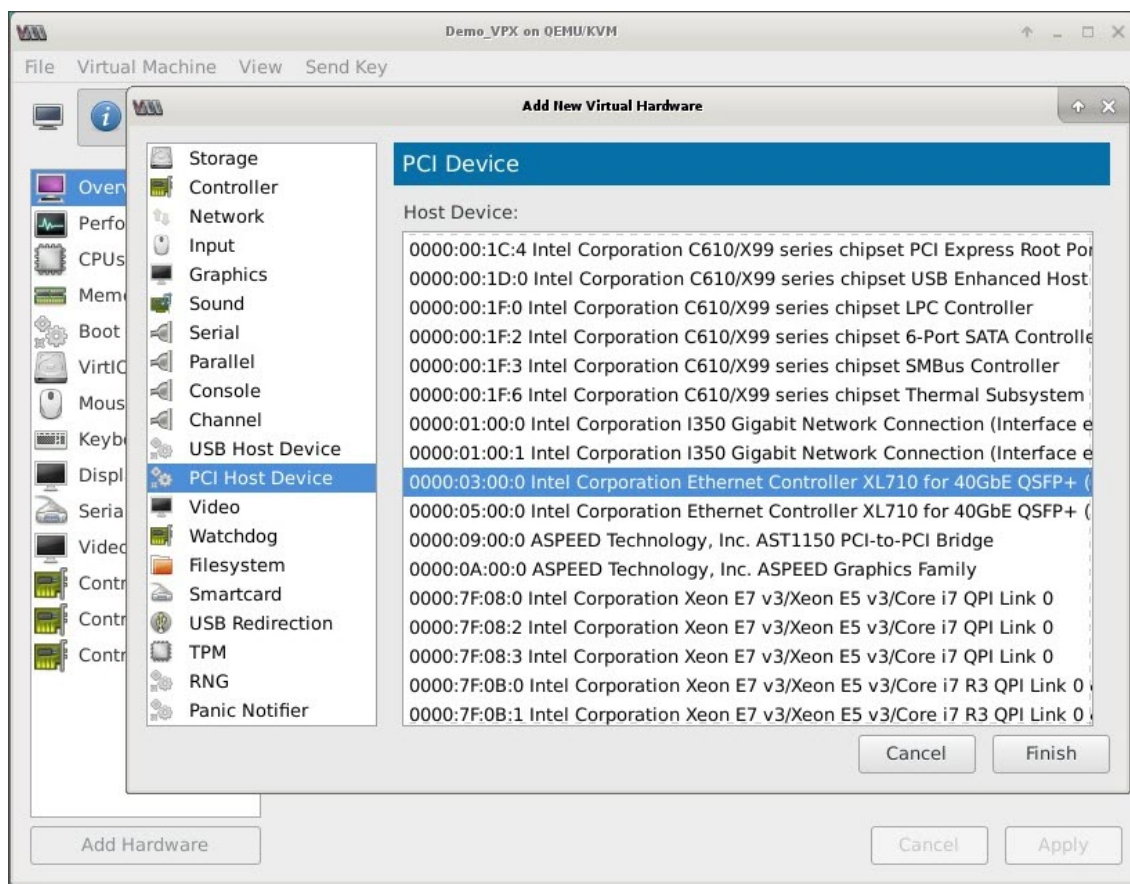 Demo_VPX on QEMU/KVM
File Virtual Machine View Send Key
Add New Virtual Hardware
Overv
Perfo
CPUs
Mem
Boot
VirtIO
Mous
Keyb
Displ
Seria
Video
Contr
Contr
Contr
Storage
Controller
Network
Input
Graphics
Sound
Serial
Parallel
Console
Channel
USB Host Device
PCI Host Device
Video
Watchdog
Filesystem
Smartcard
USB Redirection
TPM
RNG
Panic Notifier
PCI Device
Host Device:
0000:00:1C:4 Intel Corporation C610/X99 series chipset PCI Express Root Por
0000:00:1D:0 Intel Corporation C610/X99 series chipset USB Enhanced Host
0000:00:1F:0 Intel Corporation C610/X99 series chipset LPC Controller
0000:00:1F:2 Intel Corporation C610/X99 series chipset 6-Port SATA Controlle
0000:00:1F:3 Intel Corporation C610/X99 series chipset SMBus Controller
0000:00:1F:6 Intel Corporation C610/X99 series chipset Thermal Subsystem
0000:01:00:0 Intel Corporation I350 Gigabit Network Connection (Interface e
0000:01:00:1 Intel Corporation I350 Gigabit Network Connection (Interface e
0000:03:00:0 Intel Corporation Ethernet Controller XL710 for 40GbE QSFP+ (
0000:05:00:0 Intel Corporation Ethernet Controller XL710 for 40GbE QSFP+ (
0000:09:00:0 ASPEED Technology, Inc. AST1150 PCI-to-PCI Bridge
0000:0A:00:0 ASPEED Technology, Inc. ASPEED Graphics Family
0000:7F:08:0 Intel Corporation Xeon E7 v3/Xeon E5 v3/Core i7 QPI Link 0
0000:7F:08:2 Intel Corporation Xeon E7 v3/Xeon E5 v3/Core i7 QPI Link 0
0000:7F:08:3 Intel Corporation Xeon E7 v3/Xeon E5 v3/Core i7 QPI Link 0
0000:7F:0B:0 Intel Corporation Xeon E7 v3/Xeon E5 v3/Core i7 R3 QPI Link 0
0000:7F:0B:1 Intel Corporation Xeon E7 v3/Xeon E5 v3/Core i7 R3 QPI Link 0
Cancel Finish
Add Hardware Cancel Apply